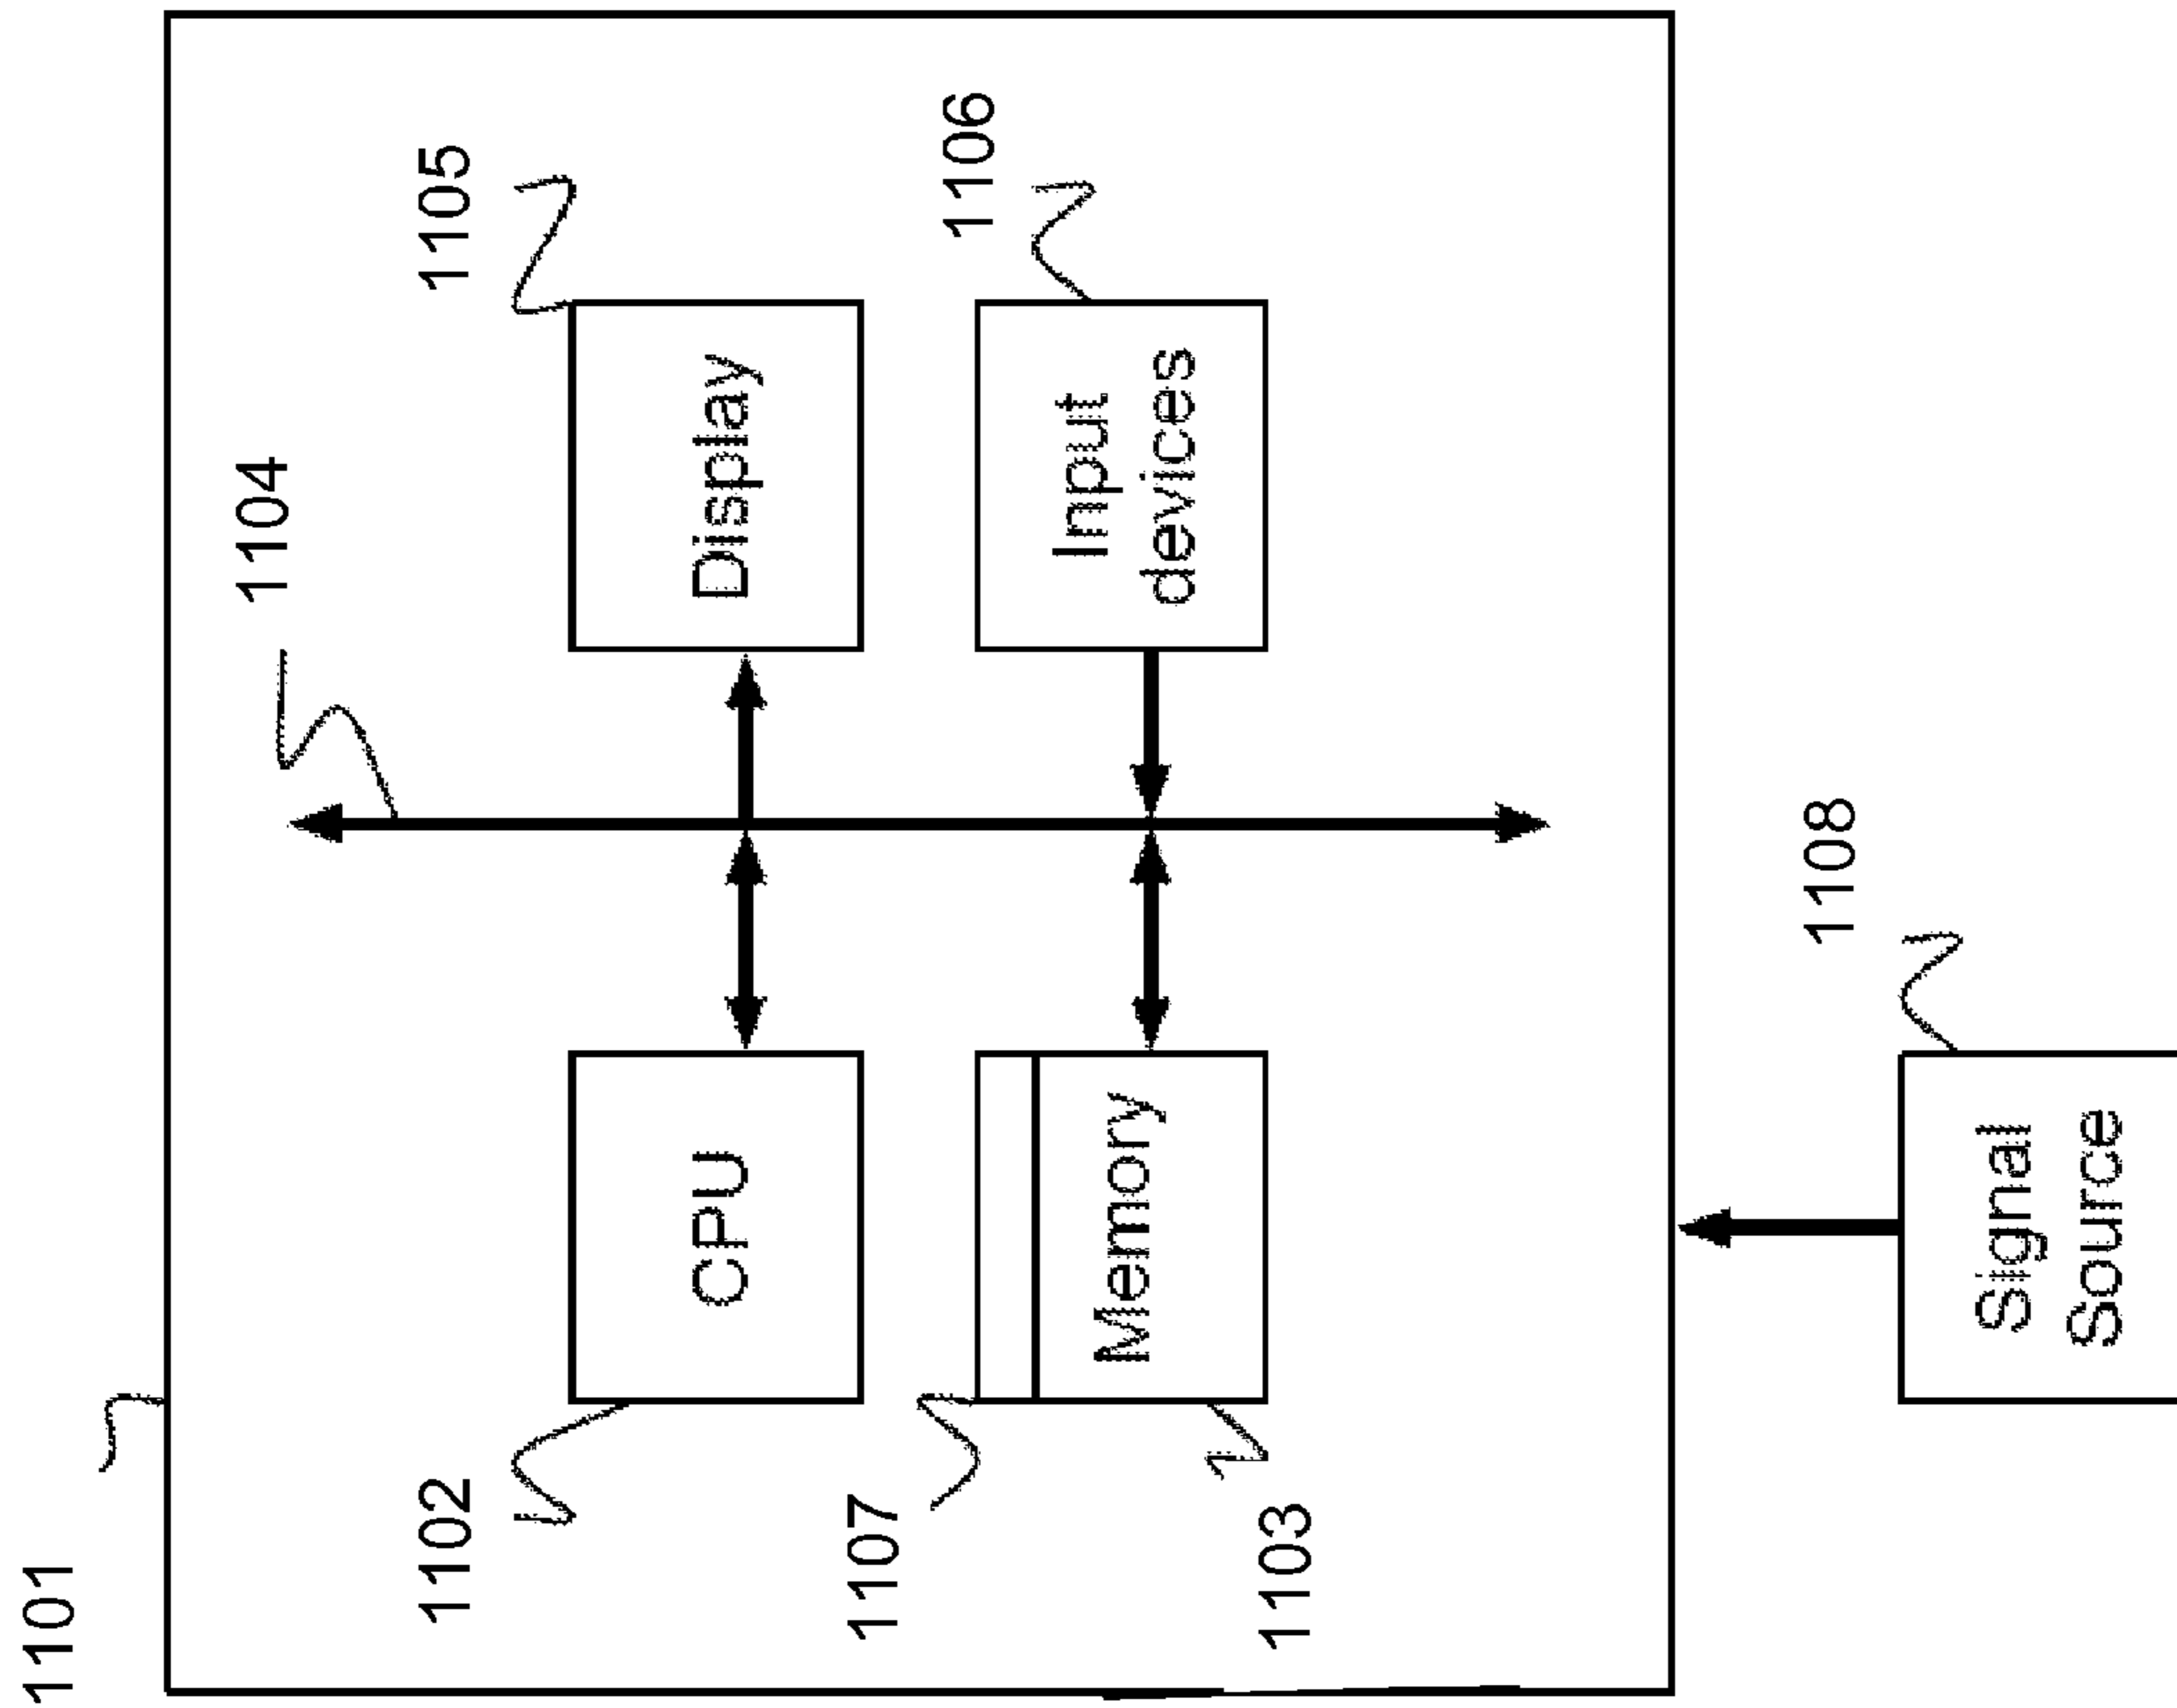 1101
1102
CPU
1104
1105
Display
1107
Memory
1103
Input
devices
1106
Signal
Source
1108